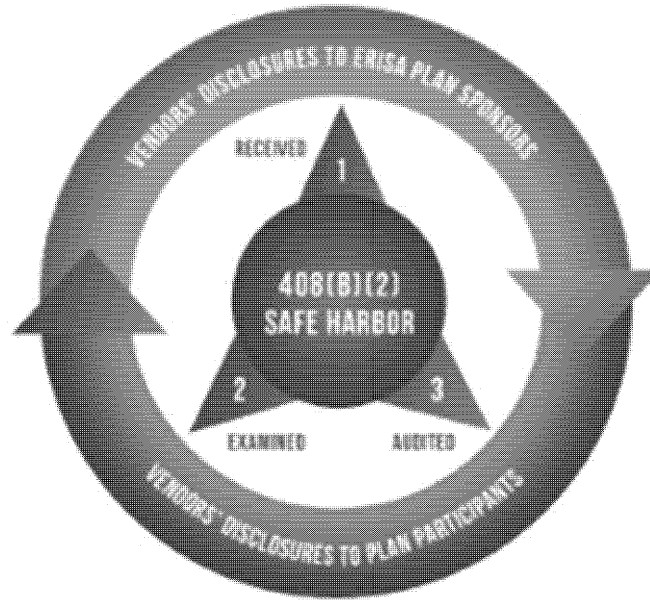 VENDORS' DISCLOSURES TO ERISA PLAN SPONSORS
RECEIVED
1
408(B)(2)
SAFE HARBOR
2
3
EXAMINED
AUDITED
VENDORS' DISCLOSURES TO PLAN PARTICIPANTS